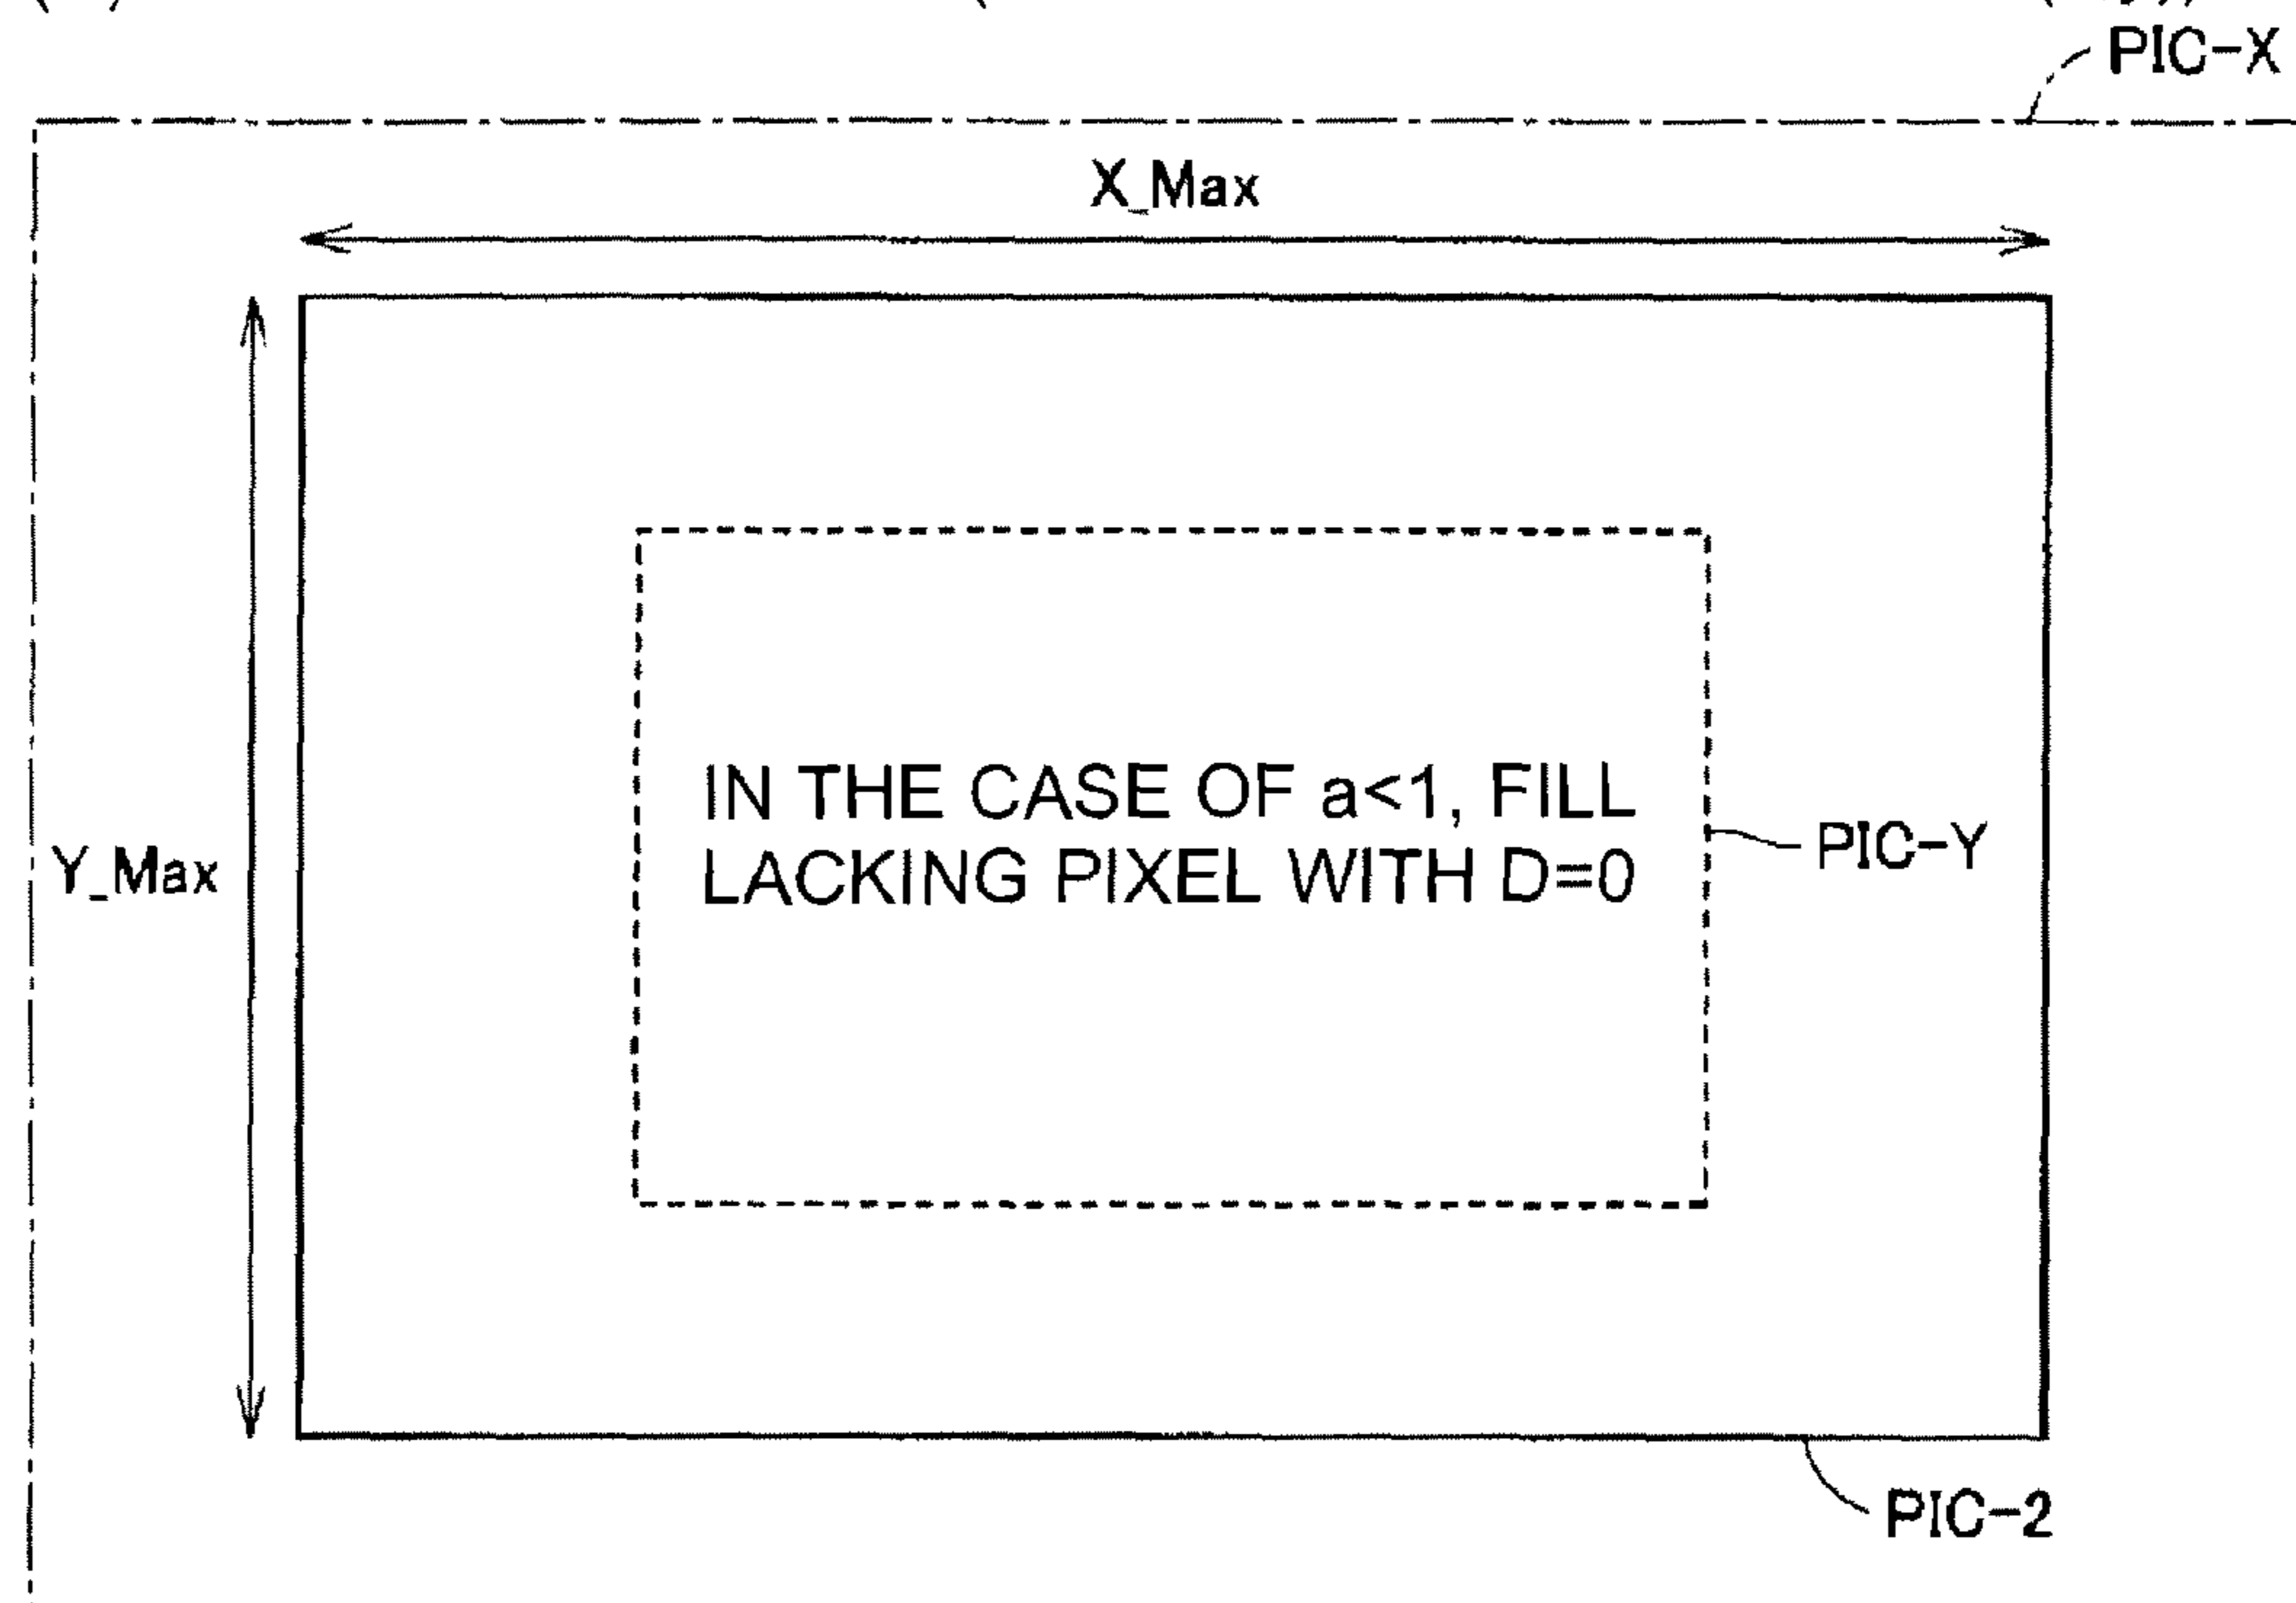 PIC-X
X_Max
IN THE CASE OF a<1, FILL
LACKING PIXEL WITH D=0
PIC-Y
Y_Max
PIC-2